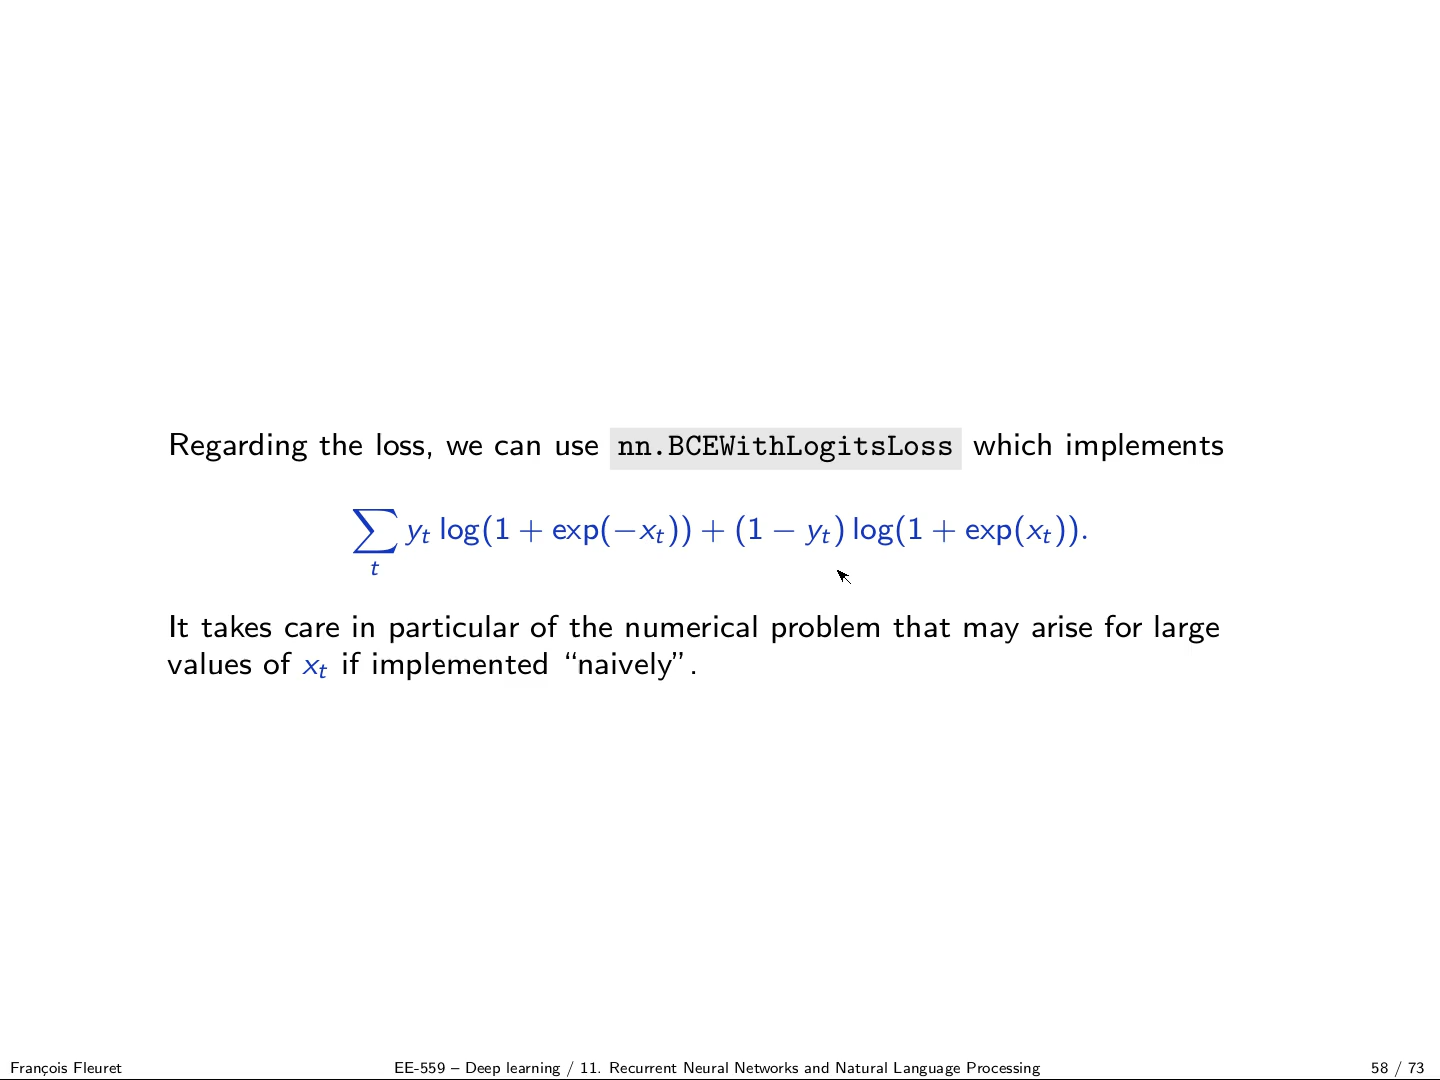 Regarding the loss, we can use nn.BCEWithLogitsLoss which implements
∑ₜ yₜ log(1 + exp(−xₜ)) + (1 − yₜ) log(1 + exp(xₜ)).
It takes care in particular of the numerical problem that may arise for large
values of xₜ if implemented “naively”.
François Fleuret EE-559 – Deep learning / 11. Recurrent Neural Networks and Natural Language Processing 58 / 73